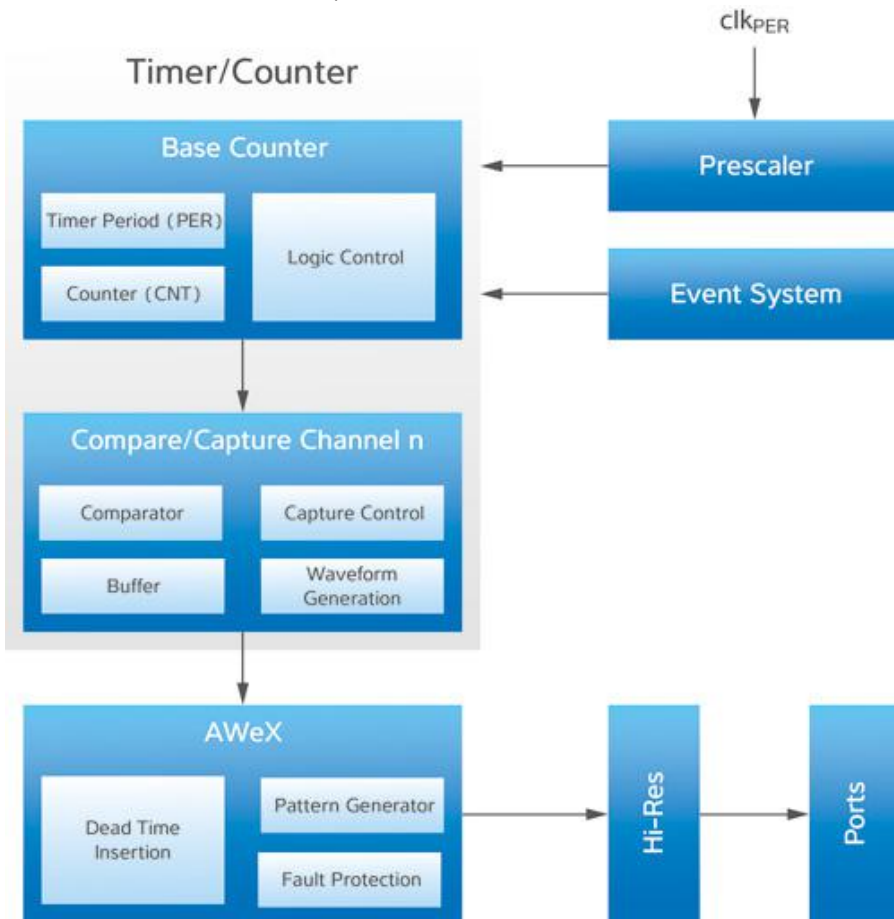 clkPER
Timer/Counter
Base Counter
Timer Period (PER)
Counter (CNT)
Logic Control
Prescaler
Event System
Compare/Capture Channel n
Comparator
Capture Control
Buffer
Waveform
Generation
AWeX
Dead Time
Insertion
Pattern Generator
Fault Protection
Hi-Res
Ports